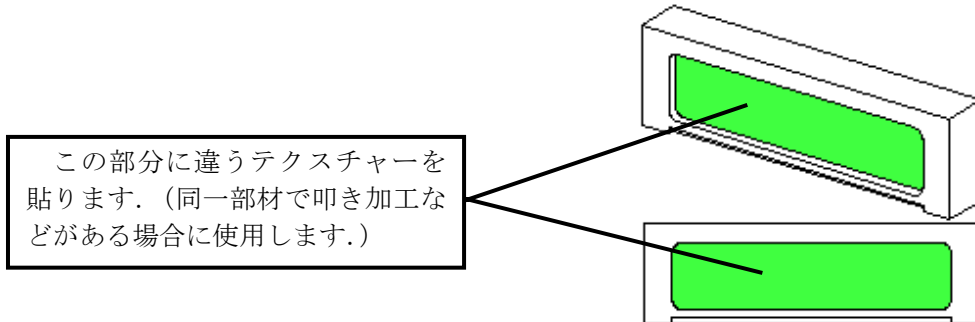 この部分に違うテクスチャーを
貼ります．（同一部材で叩き加工な
どがある場合に使用します．）